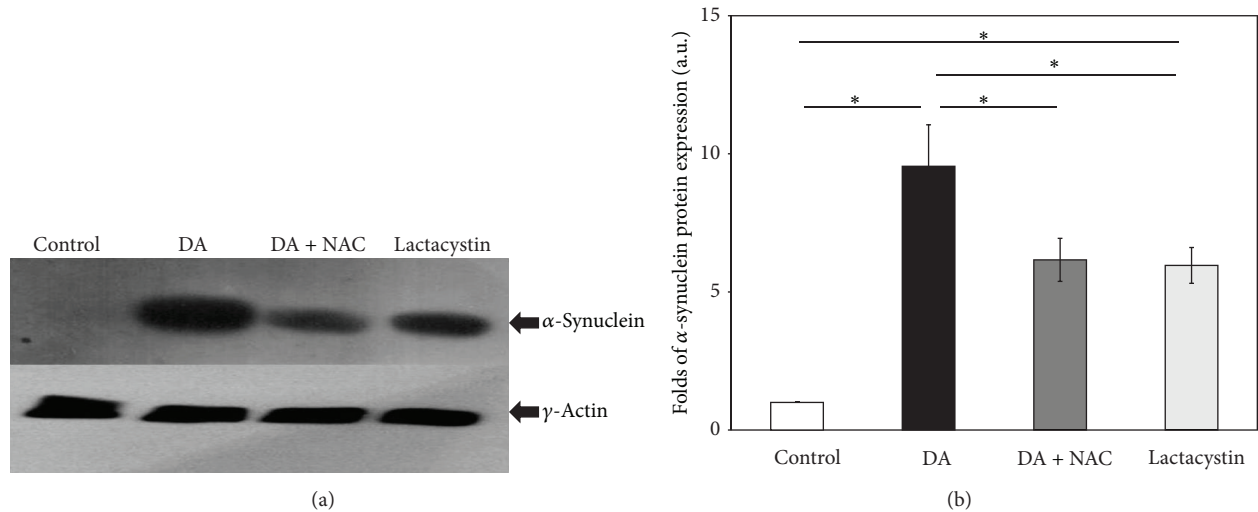 Control DA DA + NAC Lactacystin
α-Synuclein
γ-Actin
(a)
Folds of α-synuclein protein expression (a.u.)
15
10
5
0
* 
*
* *
Control DA DA + NAC Lactacystin
(b)